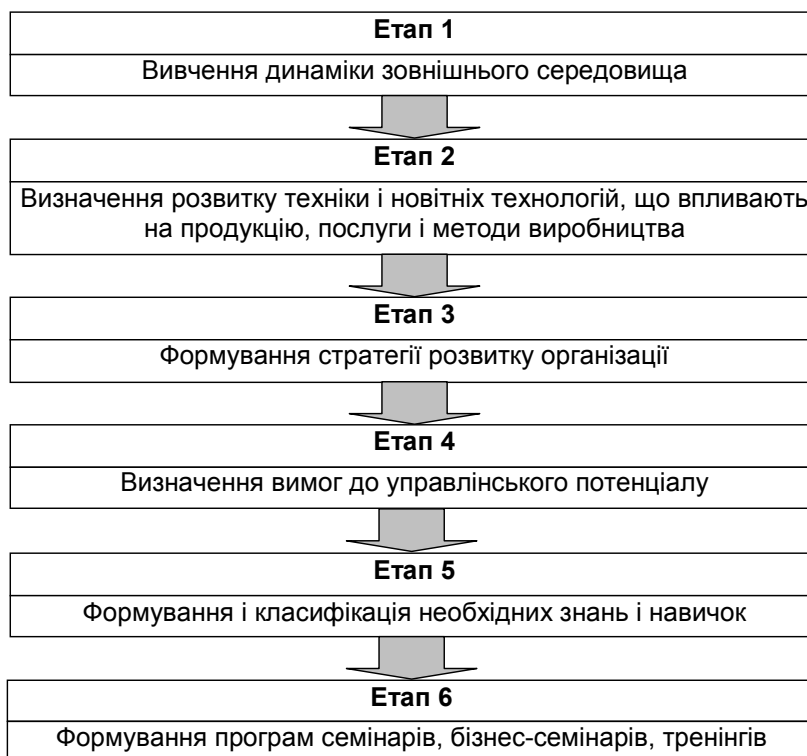 Етап 1
Вивчення динаміки зовнішнього середовища
Етап 2
Визначення розвитку техніки і новітніх технологій, що впливають
на продукцію, послуги і методи виробництва
Етап 3
Формування стратегії розвитку організації
Етап 4
Визначення вимог до управлінського потенціалу
Етап 5
Формування і класифікація необхідних знань і навичок
Етап 6
Формування програм семінарів, бізнес-семінарів, тренінгів